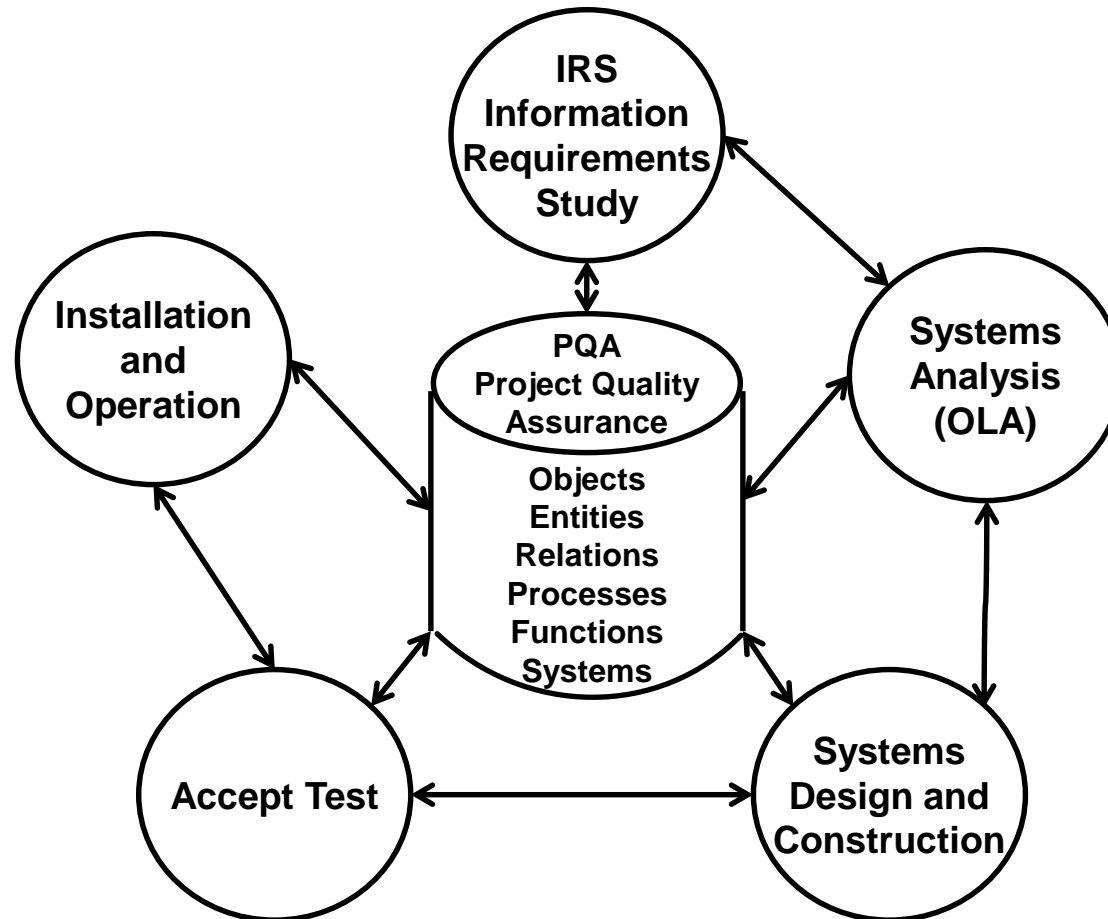 IRS
Information
Requirements
Study
Installation
and
Operation
Systems
Analysis
(OLA)
PQA
Project Quality
Assurance
Objects
Entities
Relations
Processes
Functions
Systems
Accept Test
Systems
Design and
Construction